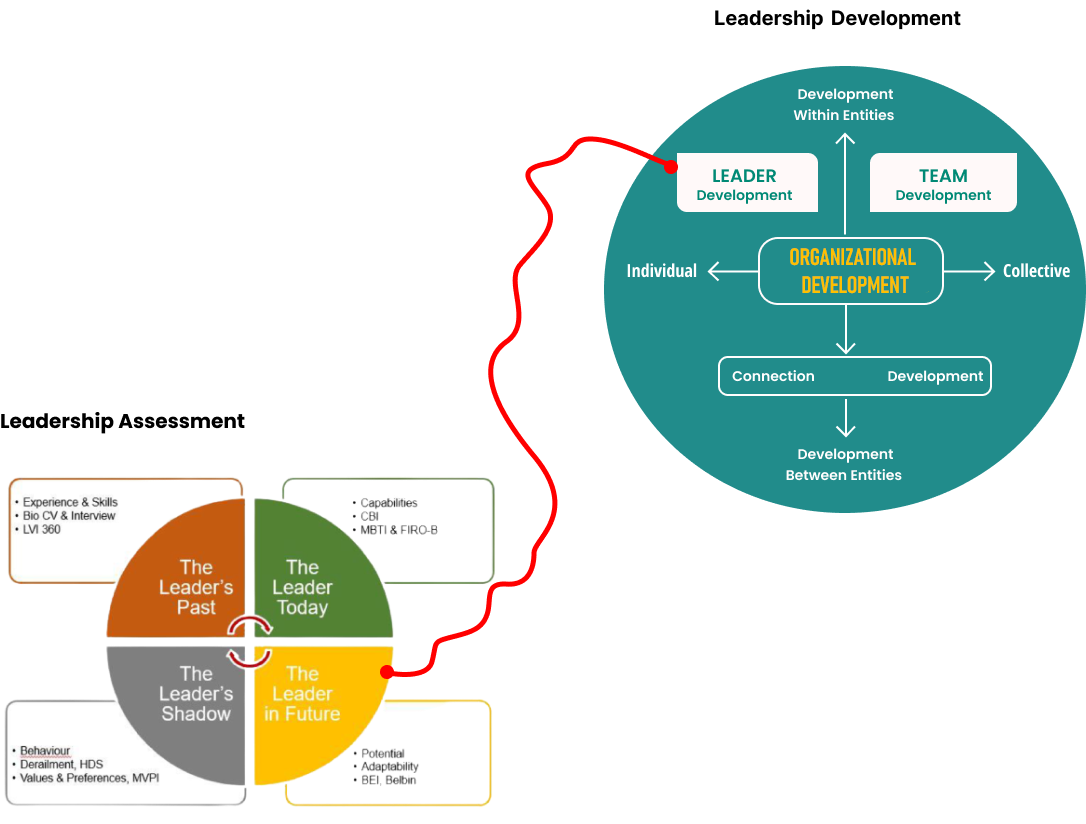 Leadership Development
Development
Within Entities
LEADER
Development
TEAM
Development
Individual
ORGANIZATIONAL
DEVELOPMENT
Collective
Connection
Development
Development
Between Entities
Leadership Assessment
• Experience & Skills
• Bio CV & Interview
• LVI 360
• Capabilities
• CBI
• MBTI & FIRO-B
The
Leader's
Past
The
Leader
Today
The
Leader's
Shadow
The
Leader
in Future
• Behaviour
• Derailment, HDS
• Values & Preferences, MVPI
• Potential
• Adaptability
• BEI, Belbin